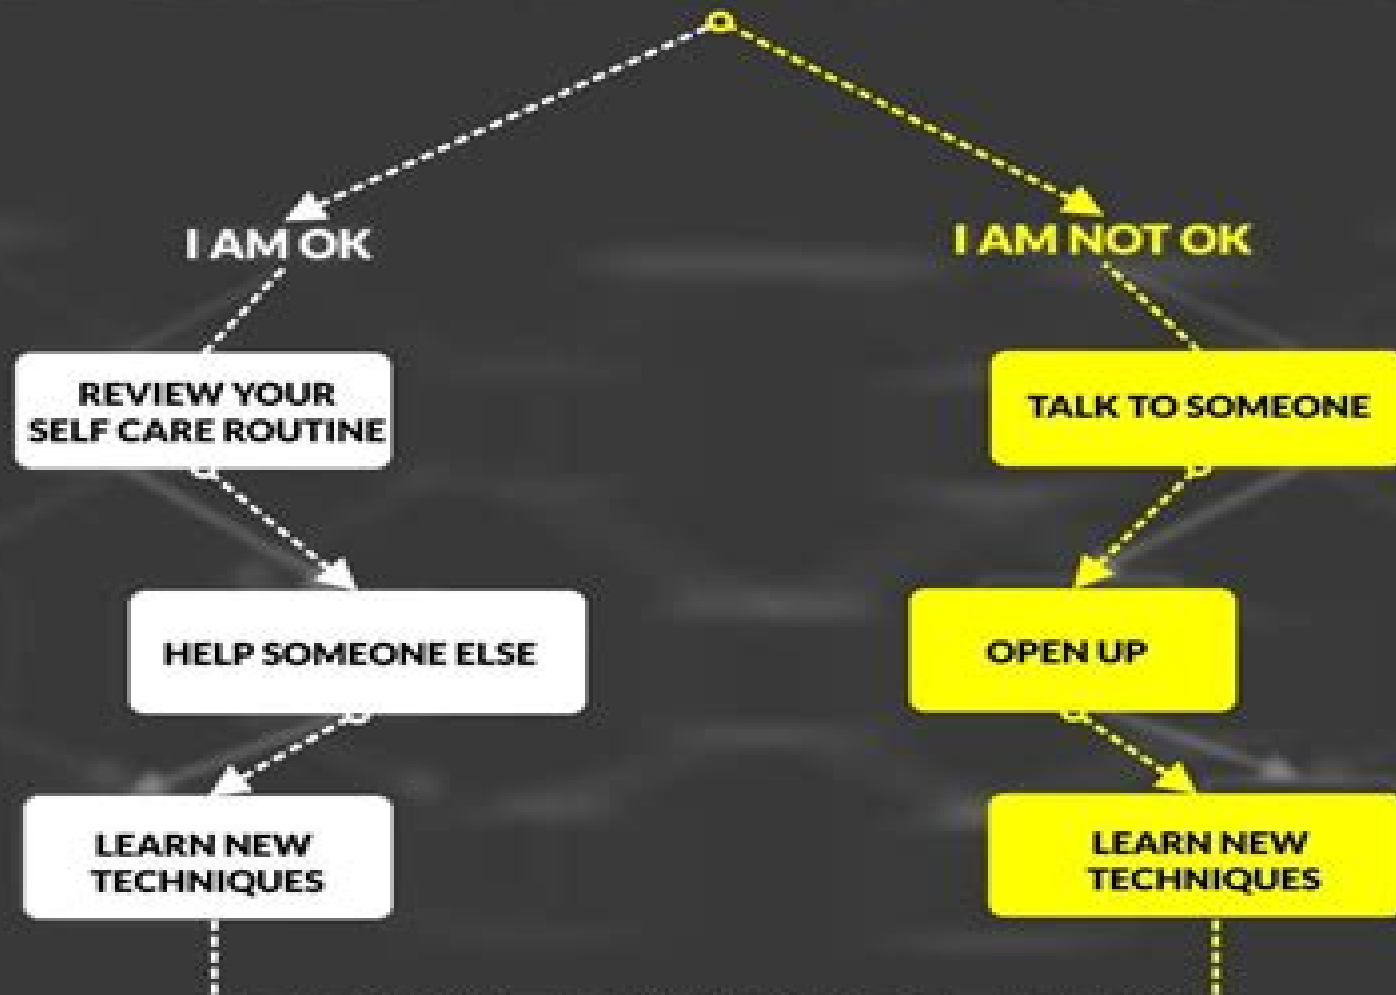 I AM OK
REVIEW YOUR
SELF CARE ROUTINE
HELP SOMEONE ELSE
LEARN NEW
TECHNIQUES
I AM NOT OK
TALK TO SOMEONE
OPEN UP
LEARN NEW
TECHNIQUES